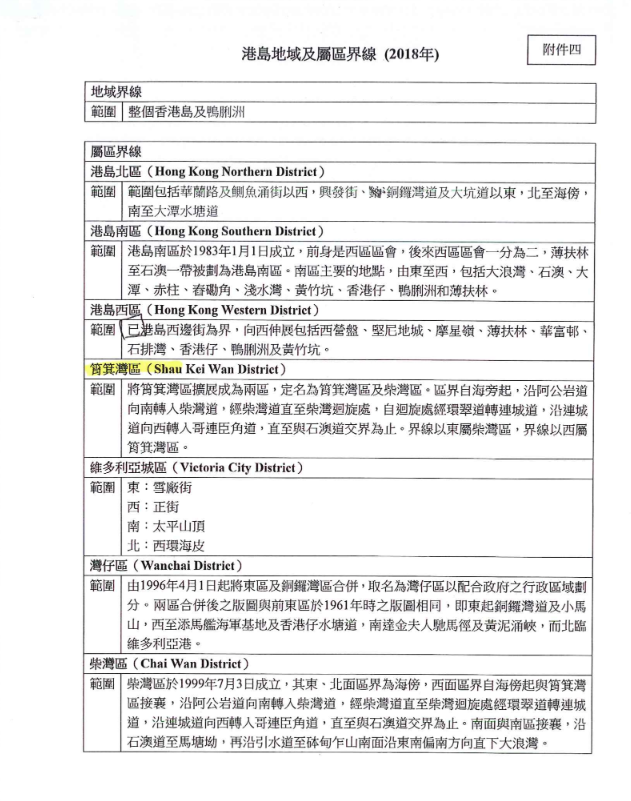 附件四
港島地域及屬區界線 (2018年)
地域界線
範圍 整個香港島及鴨脷洲
屬區界線
港島北區（Hong Kong Northern District）
範圍 範圍包括華蘭路及鰂魚涌街以西，興發街、銅鑼灣道及大坑道以東，北至海傍，
南至大潭水塘道
港島南區（Hong Kong Southern District）
範圍 港島南區於1983年1月1日成立，前身是西區區會，後來西區區會一分為二，薄扶林
至石澳一帶被劃為港島南區。南區主要的地點，由東至西，包括大浪灣、石澳、大
潭、赤柱、舂磡角、淺水灣、黃竹坑、香港仔、鴨脷洲和薄扶林。
港島西區（Hong Kong Western District）
範圍 已港島西邊街為界，向西伸展包括西營盤、堅尼地城、摩星嶺、薄扶林、華富邨、
石排灣、香港仔、鴨脷洲及黃竹坑。
筲箕灣區（Shau Kei Wan District）
範圍 將筲箕灣區擴展成為兩區，定名為筲箕灣區及柴灣區。區界自海旁起，沿阿公岩道
向南轉入柴灣道，經柴灣道直至柴灣迴旋處，自迴旋處經環翠道轉連城道，沿連城
道向西轉入哥連臣角道，直至與石澳道交界為止。界線以東屬柴灣區，界線以西屬
筲箕灣區。
維多利亞城區（Victoria City District）
範圍 東：雪廠街
西：正街
南：太平山頂
北：西環海皮
灣仔區（Wanchai District）
範圍 由1996年4月1日起將東區及銅鑼灣區合併，取名為灣仔區以配合政府之行政區域劃
分。兩區合併後之版圖與前東區於1961年時之版圖相同，即東起銅鑼灣道及小馬
山，西至添馬艦海軍基地及香港仔水塘道，南達金夫人馳馬徑及黃泥涌峽，而北臨
維多利亞港。
柴灣區（Chai Wan District）
範圍 柴灣區於1999年7月3日成立，其東、北面區界為海傍，西面區界自海傍起與筲箕灣
區接襄，沿阿公岩道向南轉入柴灣道，經柴灣道直至柴灣迴旋處經環翠道轉連城
道，沿連城道向西轉入哥連臣角道，直至與石澳道交界為止。南面與南區接襄，沿
石澳道至馬塘坳，再沿引水道至砵甸乍山南面沿東南偏南方向直下大浪灣。